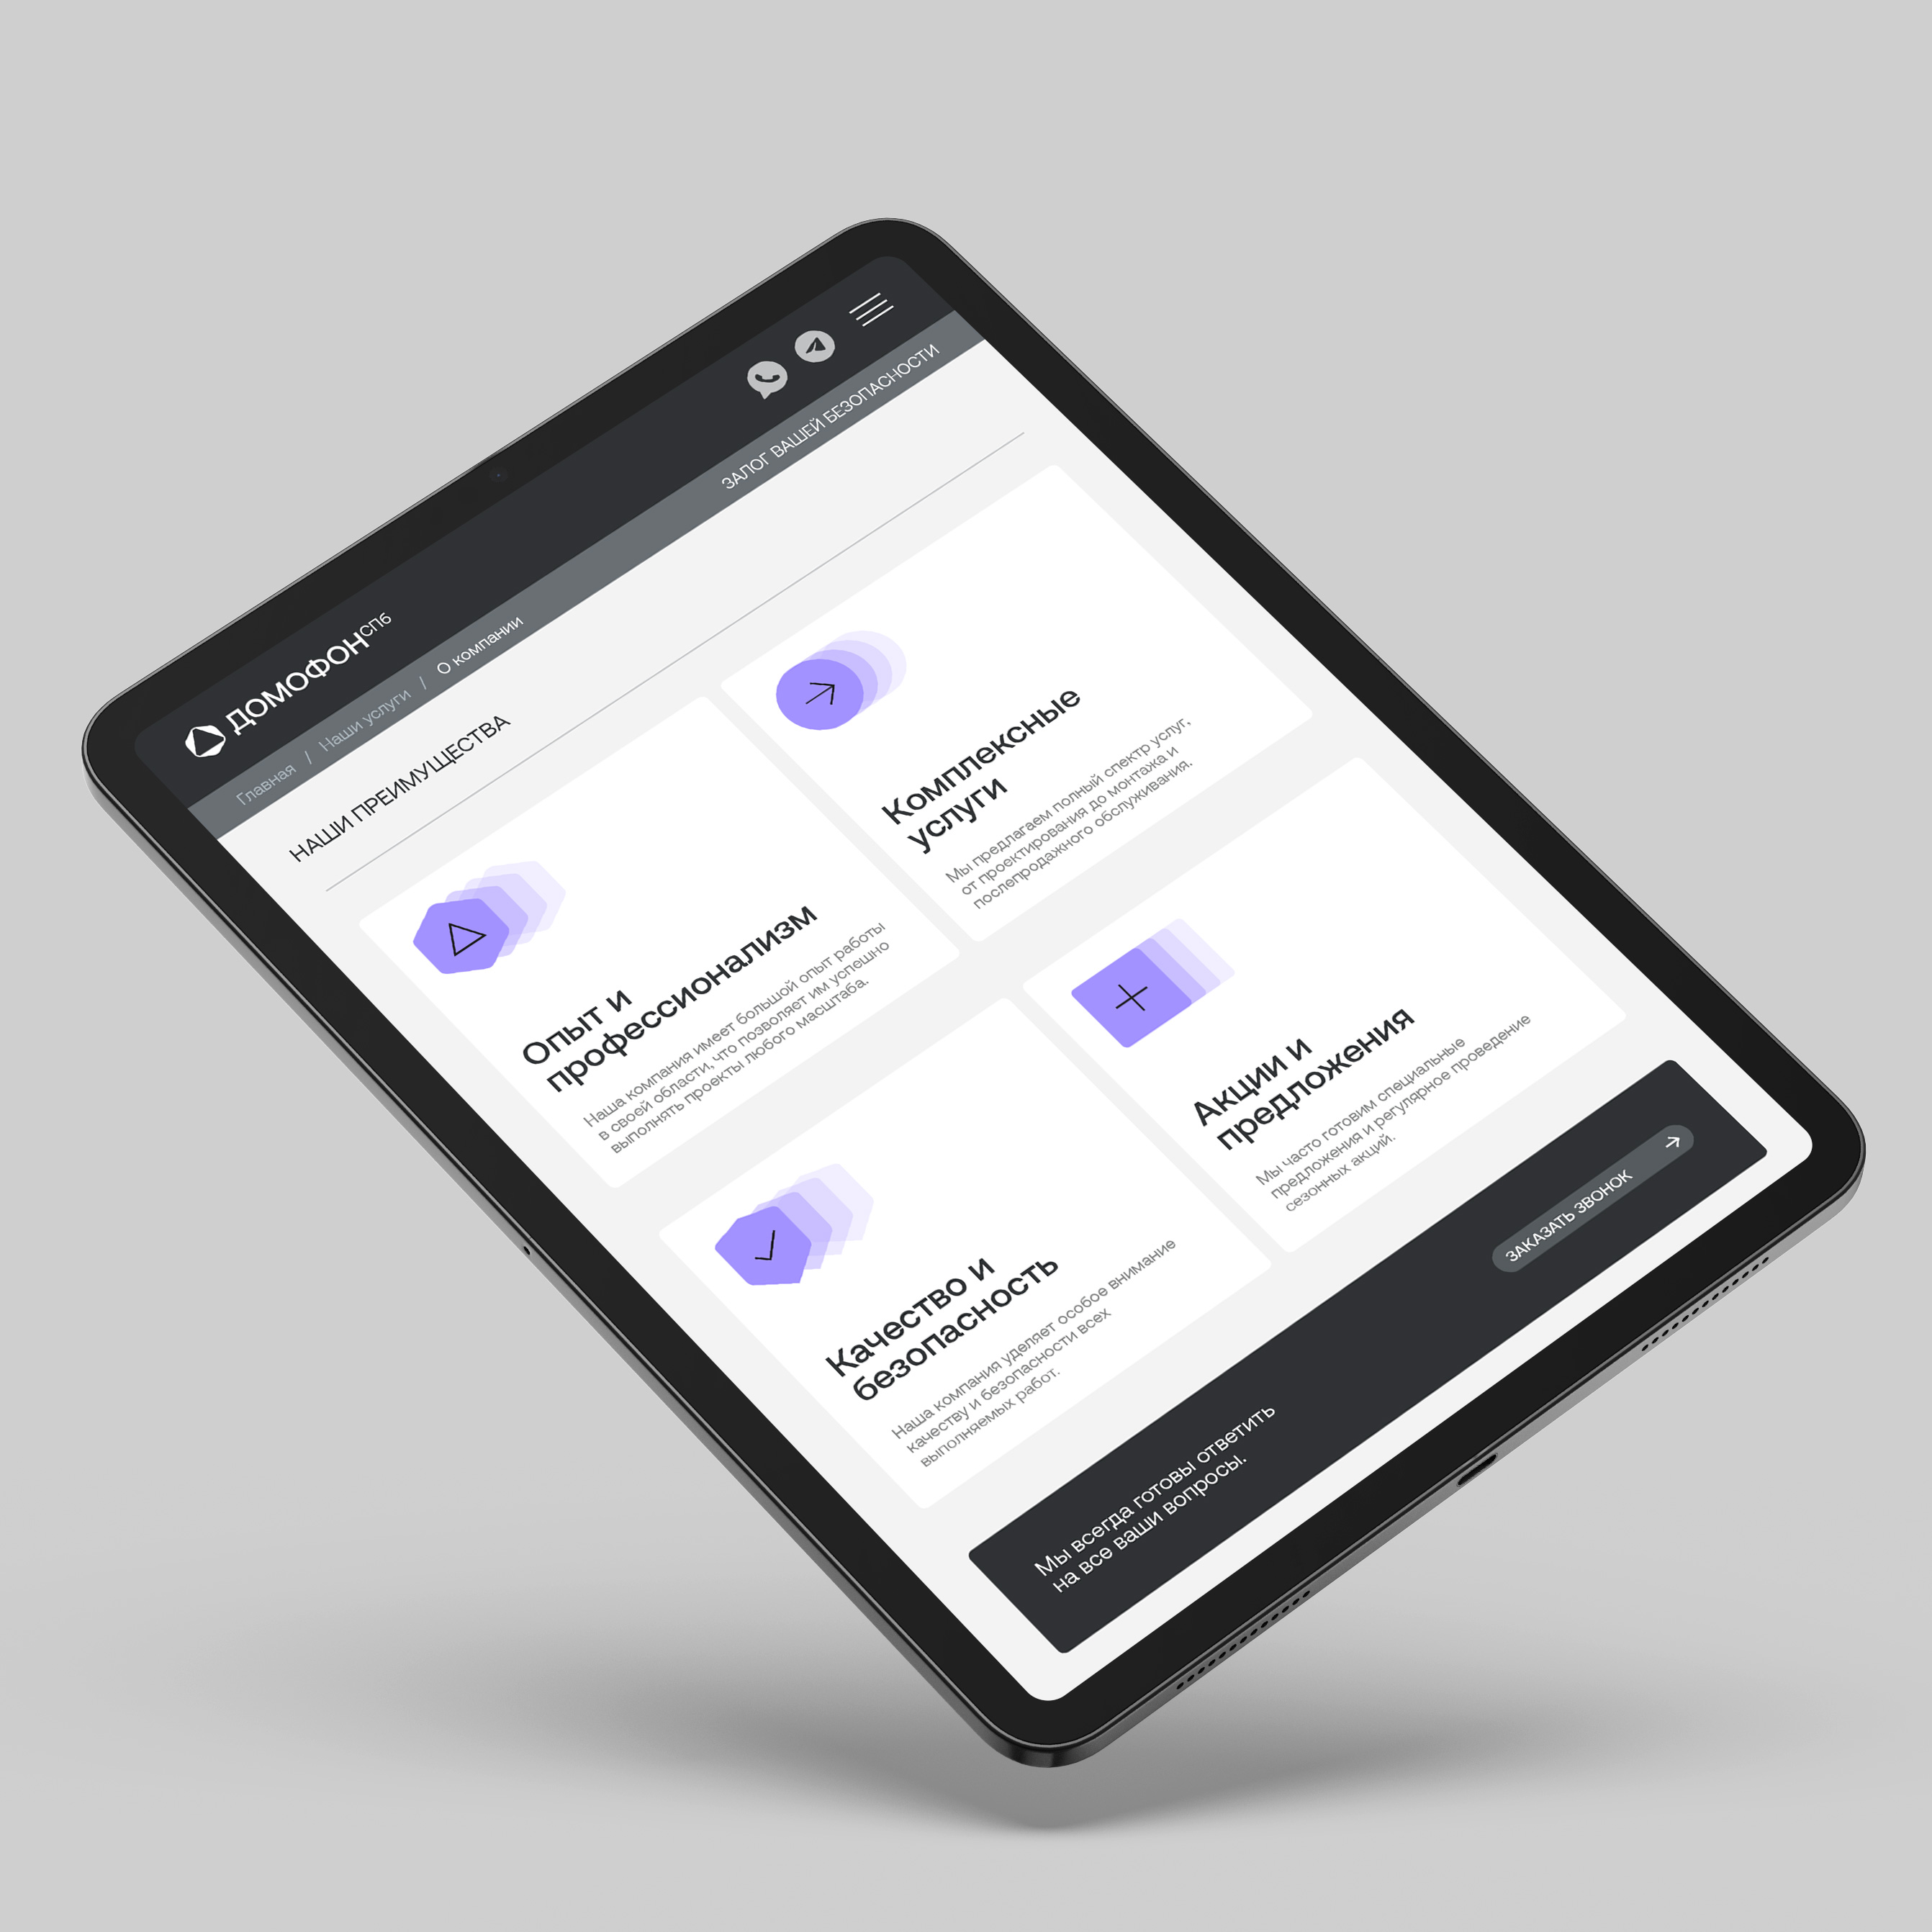 ДОМОФОНСПб
Главная / Наши услуги / О компании
ЗАЛОГ ВАШЕЙ БЕЗОПАСНОСТИ
НАШИ ПРЕИМУЩЕСТВА
Опыт и
профессионализм
Наша компания имеет большой опыт работы
в своей области, что позволяет им успешно
выполнять проекты любого масштаба.
Комплексные
услуги
Мы предлагаем полный спектр услуг,
от проектирования до монтажа и
послепродажного обслуживания.
Качество и
безопасность
Наша компания уделяет особое внимание
качеству и безопасности всех
выполняемых работ.
Акции и
предложения
Мы часто готовим специальные
предложения и регулярное проведение
сезонных акций.
Мы всегда готовы ответить
на все ваши вопросы.
ЗАКАЗАТЬ ЗВОНОК